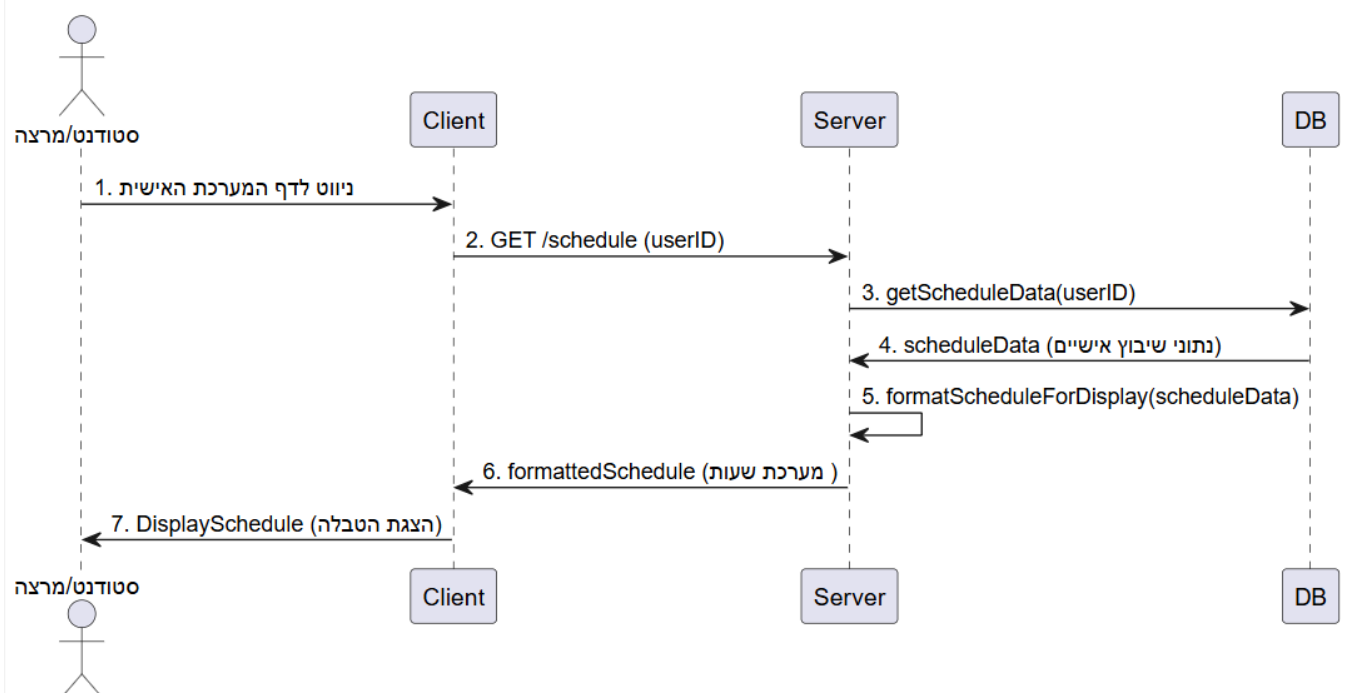 סטודנט/מרצה
Client
Server
DB
1. ניווט לדף המערכת האישית
2. GET /schedule (userID)
3. getScheduleData(userID)
4. scheduleData (נתוני שיבוץ אישיים)
5. formatScheduleForDisplay(scheduleData)
6. formattedSchedule (מערכת שעות )
7. DisplaySchedule (הצגת הטבלה)
סטודנט/מרצה
Client
Server
DB